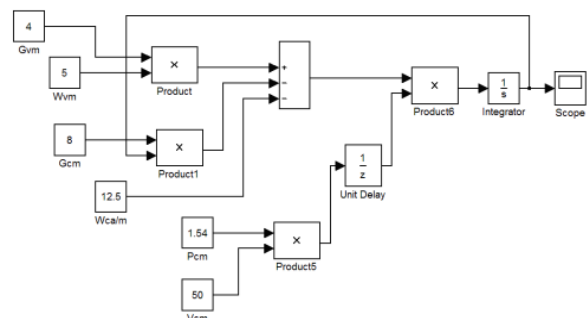 4
Gvm
5
Wvm
×
Product
+
−
−
8
Gcm
×
Product1
12.5
Wca/m
1.54
Pcm
×
Product5
50
1
z
Unit Delay
×
Product6
1
s
Integrator
Scope